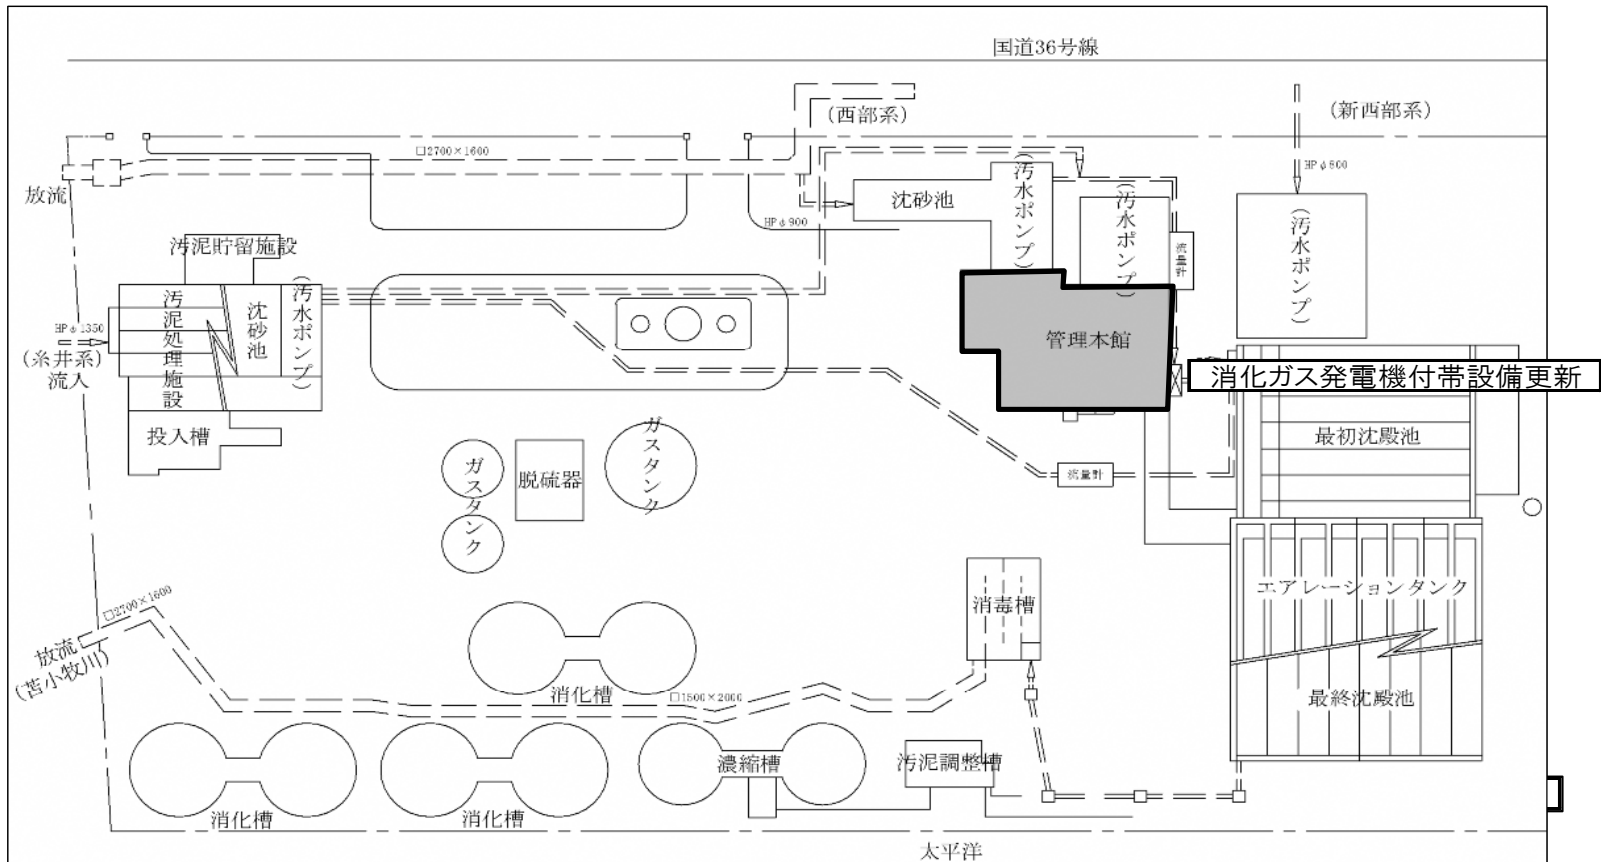 国道36号線
(西部系)
(新西部系)
□2700×1600
HPφ800
放流
沈砂池
(汚水ポンプ)
(汚水ポンプ)
(汚水ポンプ)
HPφ900
汚泥貯留施設
流量計
汚泥処理施設
沈砂池
(汚水ポンプ)
HPφ1350
(糸井系)
流入
管理本館
消化ガス発電機付帯設備更新
投入槽
ガスタンク
脱硫器
ガスタンク
最初沈殿池
流量計
エアレーションタンク
消毒槽
□2700×1600
放流
(苫小牧川)
消化槽
□1500×2000
最終沈殿池
濃縮槽
汚泥調整槽
消化槽
消化槽
太平洋